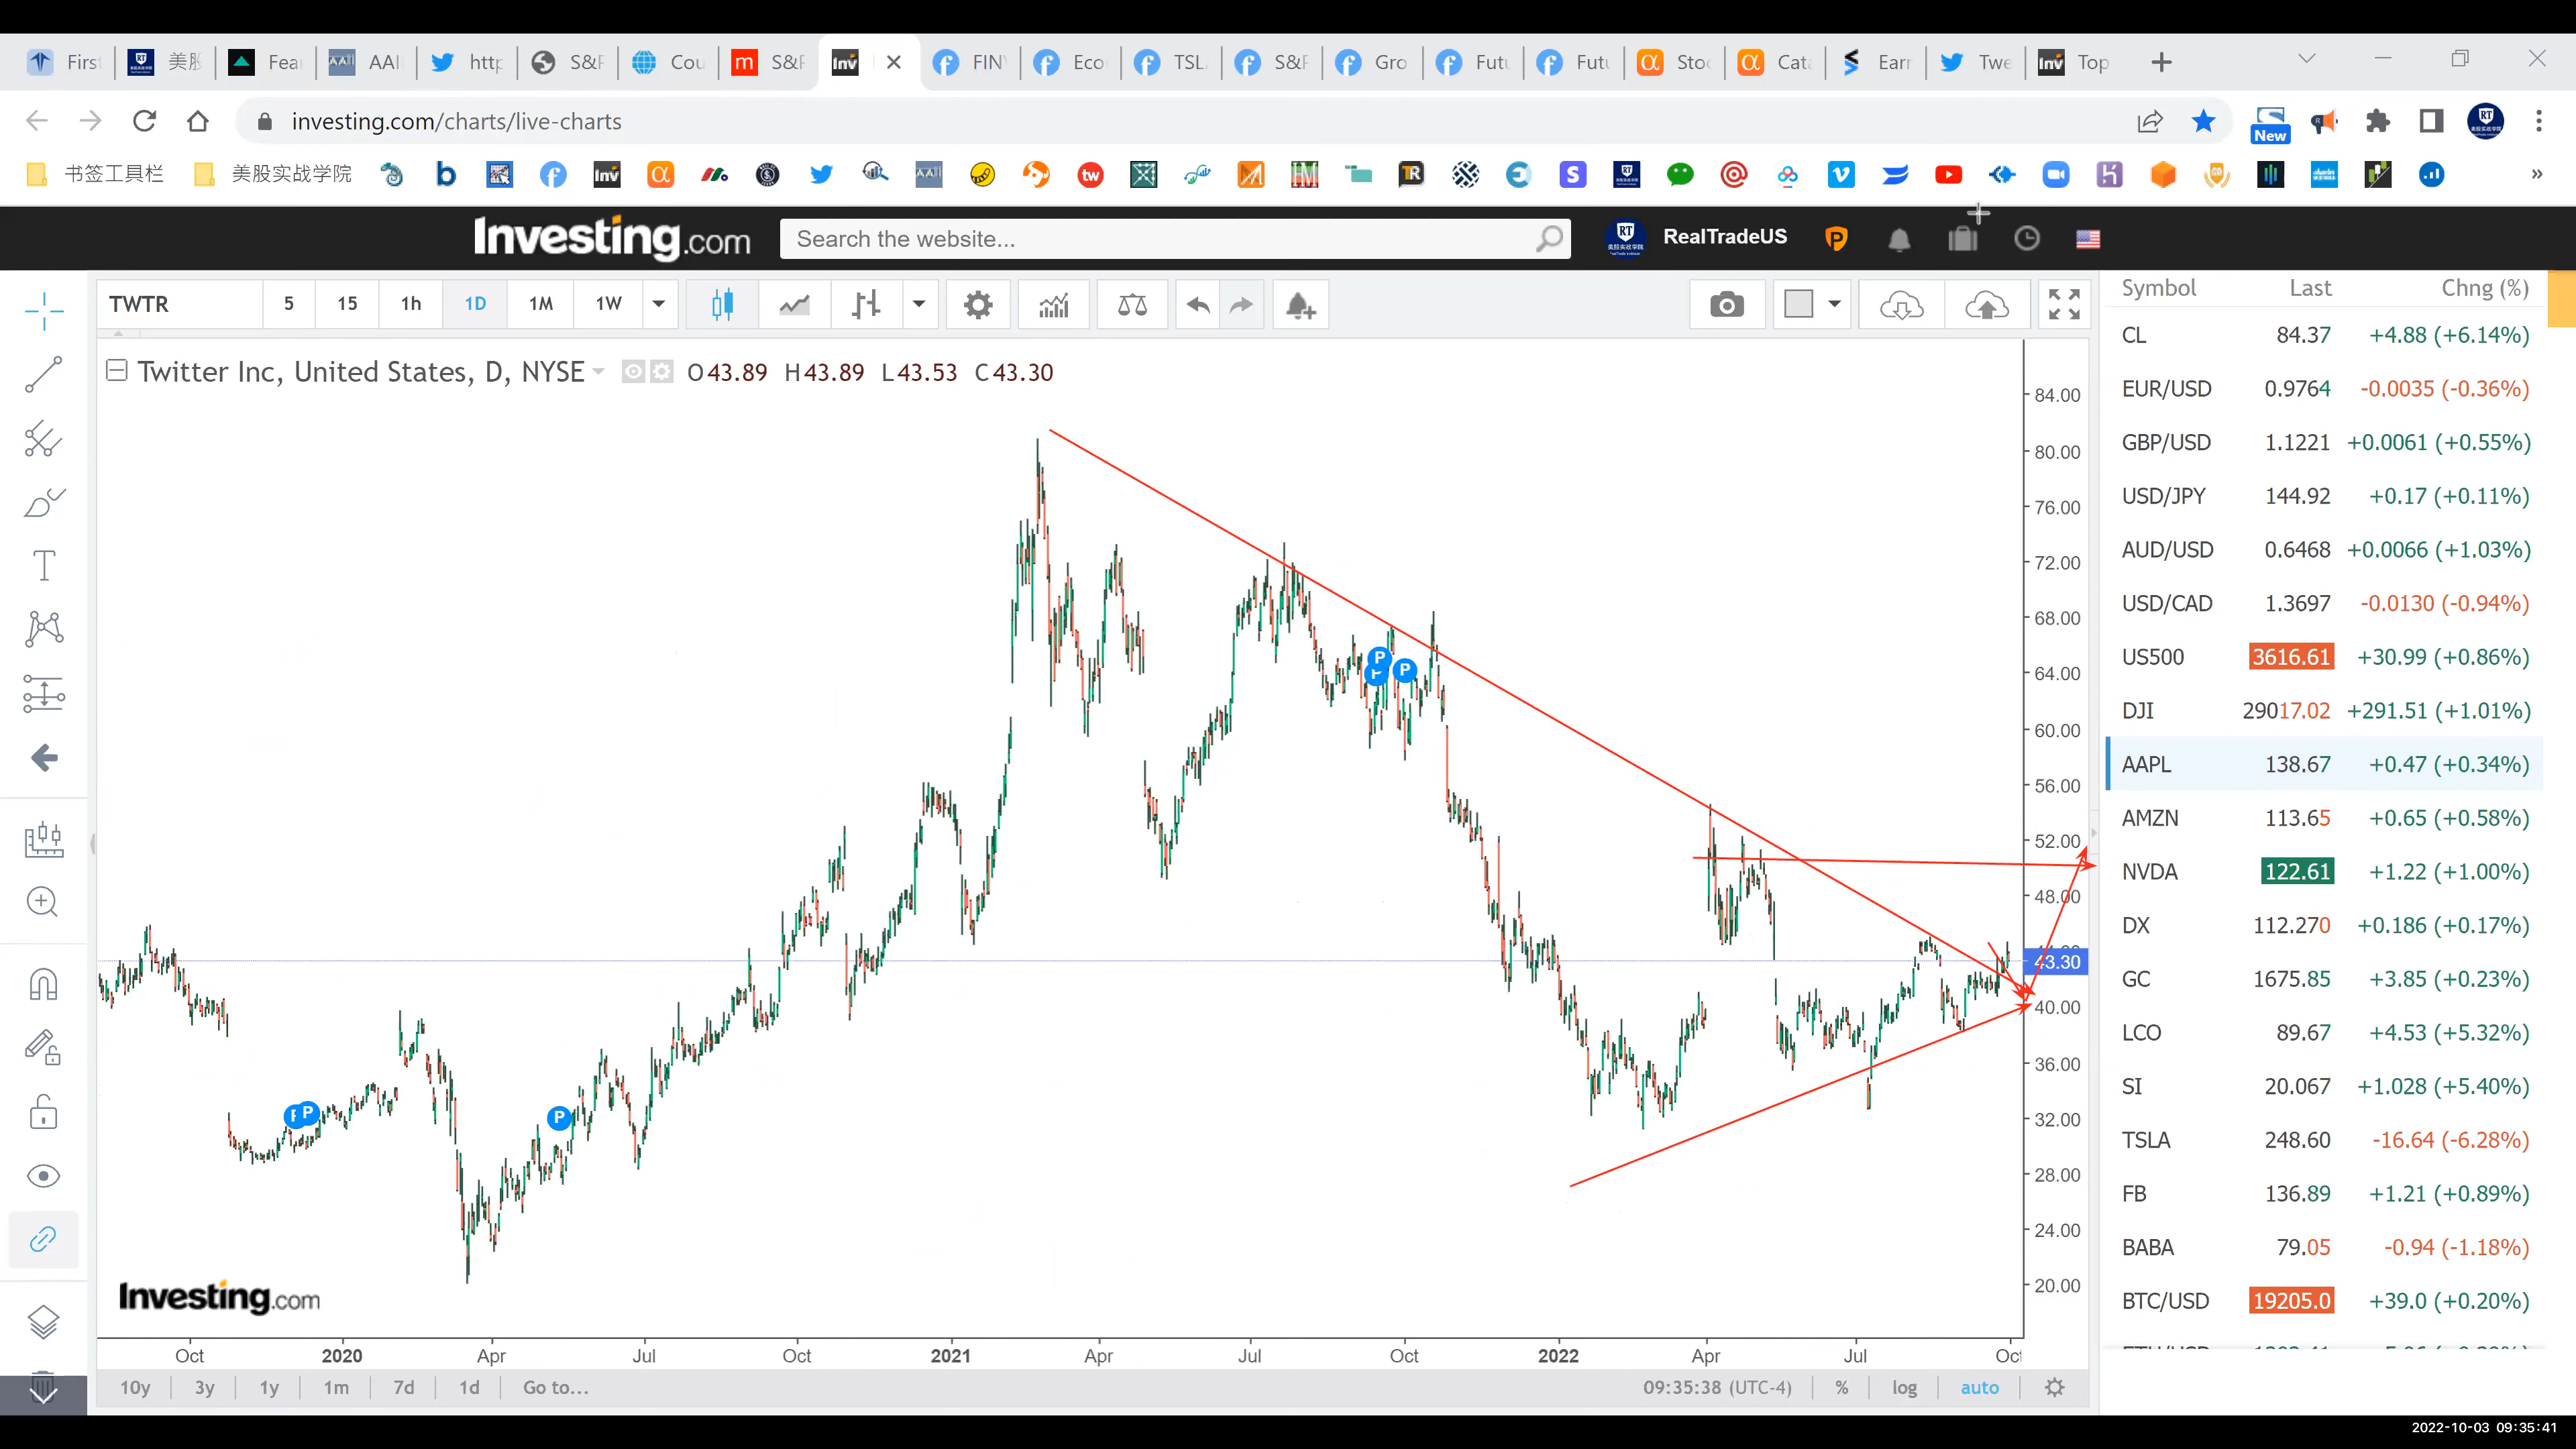 Firs 美股 Fea AAI http S&P Cou S&P FIN Eco TSL S&P Gro Futu Futu Stoc Cata Earn Twe Top
investing.com/charts/live-charts
New
书签工具栏 美股实战学院
Investing.com Search the website... RealTradeUS
TWTR 5 15 1h 1D 1M 1W
Twitter Inc, United States, D, NYSE O43.89 H43.89 L43.53 C43.30
84.00
80.00
76.00
72.00
68.00
64.00
60.00
56.00
52.00
48.00
43.30
40.00
36.00
32.00
28.00
24.00
20.00
P
P
P
P
P
Investing.com
Oct 2020 Apr Jul Oct 2021 Apr Jul Oct 2022 Apr Jul Oct
10y 3y 1y 1m 7d 1d Go to... 09:35:38 (UTC-4) % log auto
Symbol Last Chng (%)
CL 84.37 +4.88 (+6.14%)
EUR/USD 0.9764 -0.0035 (-0.36%)
GBP/USD 1.1221 +0.0061 (+0.55%)
USD/JPY 144.92 +0.17 (+0.11%)
AUD/USD 0.6468 +0.0066 (+1.03%)
USD/CAD 1.3697 -0.0130 (-0.94%)
US500 3616.61 +30.99 (+0.86%)
DJI 29017.02 +291.51 (+1.01%)
AAPL 138.67 +0.47 (+0.34%)
AMZN 113.65 +0.65 (+0.58%)
NVDA 122.61 +1.22 (+1.00%)
DX 112.270 +0.186 (+0.17%)
GC 1675.85 +3.85 (+0.23%)
LCO 89.67 +4.53 (+5.32%)
SI 20.067 +1.028 (+5.40%)
TSLA 248.60 -16.64 (-6.28%)
FB 136.89 +1.21 (+0.89%)
BABA 79.05 -0.94 (-1.18%)
BTC/USD 19205.0 +39.0 (+0.20%)
2022-10-03 09:35:41